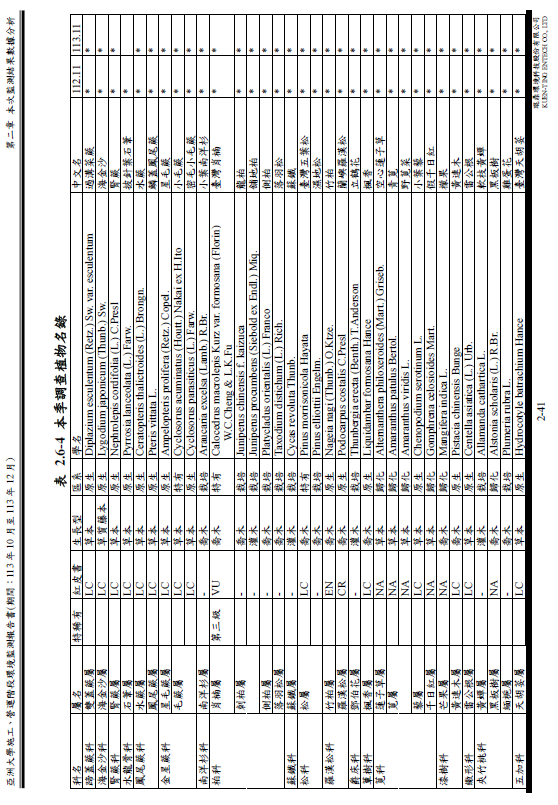 亞洲大學施工、營運階段環境監測報告書(期間：113 年 10 月至 113 年 12 月)
第二章 本次監測結果數據分析
表 2.6-4 本季調查植物名錄
科名 屬名 特稀有 紅皮書 生長型 區系 學名 中文名 112.11 113.11
蹄蓋蕨科 雙蓋蕨屬 LC 草本 原生 Diplazium esculentum (Retz.) Sw. var. esculentum 過溝菜蕨 * *
海金沙科 海金沙屬 LC 草質藤本 原生 Lygodium japonicum (Thunb.) Sw. 海金沙 * *
腎蕨科 腎蕨屬 LC 草本 原生 Nephrolepis cordifolia (L.) C.Presl 腎蕨 * *
水龍骨科 石葦屬 LC 草本 原生 Pyrrosia lanceolata (L.) Farw. 披針葉石葦 * *
鳳尾蕨科 水蕨屬 LC 草本 原生 Ceratopteris thalictroides (L.) Brongn. 水蕨 * *
鳳尾蕨屬 LC 草本 原生 Pteris vittata L. 鱗蓋鳳尾蕨 * *
金星蕨科 星毛蕨屬 LC 草本 原生 Ampelopteris prolifera (Retz.) Copel. 星毛蕨 * *
毛蕨屬 LC 草本 特有 Cyclosorus acuminatus (Houtt.) Nakai ex H.Ito 小毛蕨 * *
LC 草本 原生 Cyclosorus parasiticus (L.) Farw. 密毛小毛蕨 * *
南洋杉科 南洋杉屬 - 喬木 栽培 Araucaria excelsa (Lamb.) R.Br. 小葉南洋杉 * *
柏科 肖楠屬 第三級 VU 喬木 特有 Calocedrus macrolepis Kurz var. formosana (Florin) 臺灣肖楠 * *
W.C.Cheng & L.K.Fu
刺柏屬 - 喬木 栽培 Juniperus chinensis f. kaizuca 龍柏 * *
- 灌木 栽培 Juniperus procumbens (Siebold ex Endl.) Miq. 鋪地柏 * *
側柏屬 - 喬木 栽培 Platycladus orientalis (L.) Franco 側柏 * *
落羽松屬 - 喬木 栽培 Taxodium distichum (L.) Rich. 落羽松 * *
蘇鐵科 蘇鐵屬 - 灌木 栽培 Cycas revoluta Thunb. 蘇鐵 * *
松科 松屬 LC 喬木 特有 Pinus morrisonicola Hayata 臺灣五葉松 * *
- 喬木 栽培 Pinus elliottii Engelm. 濕地松 * *
羅漢松科 竹柏屬 EN 喬木 原生 Nageia nagi (Thunb.) O.Ktze. 竹柏 * *
羅漢松屬 CR 喬木 原生 Podocarpus costalis C.Presl 蘭嶼羅漢松 * *
爵床科 鄧伯花屬 - 灌木 栽培 Thunbergia erecta (Benth.) T.Anderson 立鶴花 * *
蕈樹科 楓香屬 LC 喬木 原生 Liquidambar formosana Hance 楓香 * *
莧科 蓮子草屬 NA 草本 歸化 Alternanthera philoxeroides (Mart.) Griseb. 空心蓮子草 * *
莧屬 NA 草本 歸化 Amaranthus patulus Bertol. 青莧 * *
NA 草本 歸化 Amaranthus viridis L. 野莧菜 * *
藜屬 LC 草本 原生 Chenopodium serotinum L. 小葉藜 * *
千日紅屬 NA 草本 歸化 Gomphrena celosioides Mart. 假千日紅 * *
漆樹科 芒果屬 NA 喬木 歸化 Mangifera indica L. 檬果 * *
黃連木屬 LC 喬木 原生 Pistacia chinensis Bunge 黃連木 * *
繖形科 雷公根屬 LC 草本 原生 Centella asiatica (L.) Urb. 雷公根 * *
夾竹桃科 黃蟬屬 - 灌木 栽培 Allamanda cathartica L. 軟枝黃蟬 * *
黑板樹屬 NA 喬木 歸化 Alstonia scholaris (L.) R.Br. 黑板樹 * *
緬梔屬 - 喬木 栽培 Plumeria rubra L. 雞蛋花 * *
五加科 天胡荽屬 LC 草本 原生 Hydrocotyle batrachium Hance 臺灣天胡荽 * *
2-41
KUEN-TING ENTECH CO., LTD